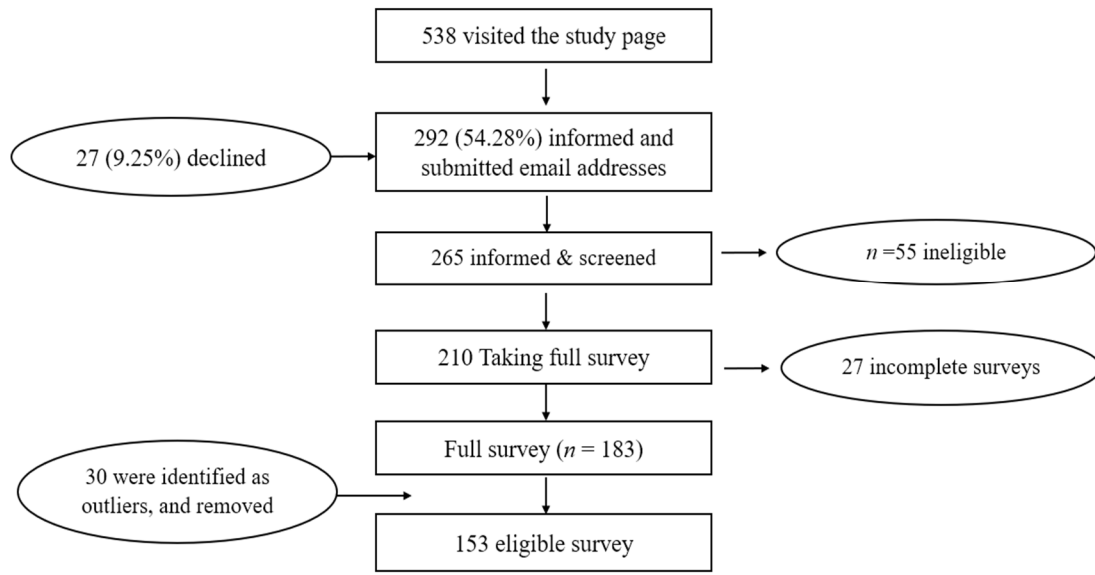 538 visited the study page
27 (9.25%) declined
292 (54.28%) informed and
submitted email addresses
265 informed & screened
n =55 ineligible
210 Taking full survey
27 incomplete surveys
Full survey (n = 183)
30 were identified as
outliers, and removed
153 eligible survey